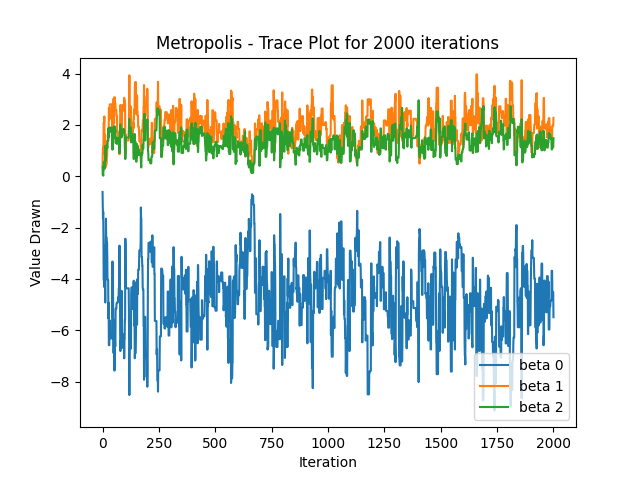 Metropolis - Trace Plot for 2000 iterations
Value Drawn
4
2
0
−2
−4
−6
−8
0
250
500
750
1000
1250
1500
1750
2000
Iteration
beta 0
beta 1
beta 2